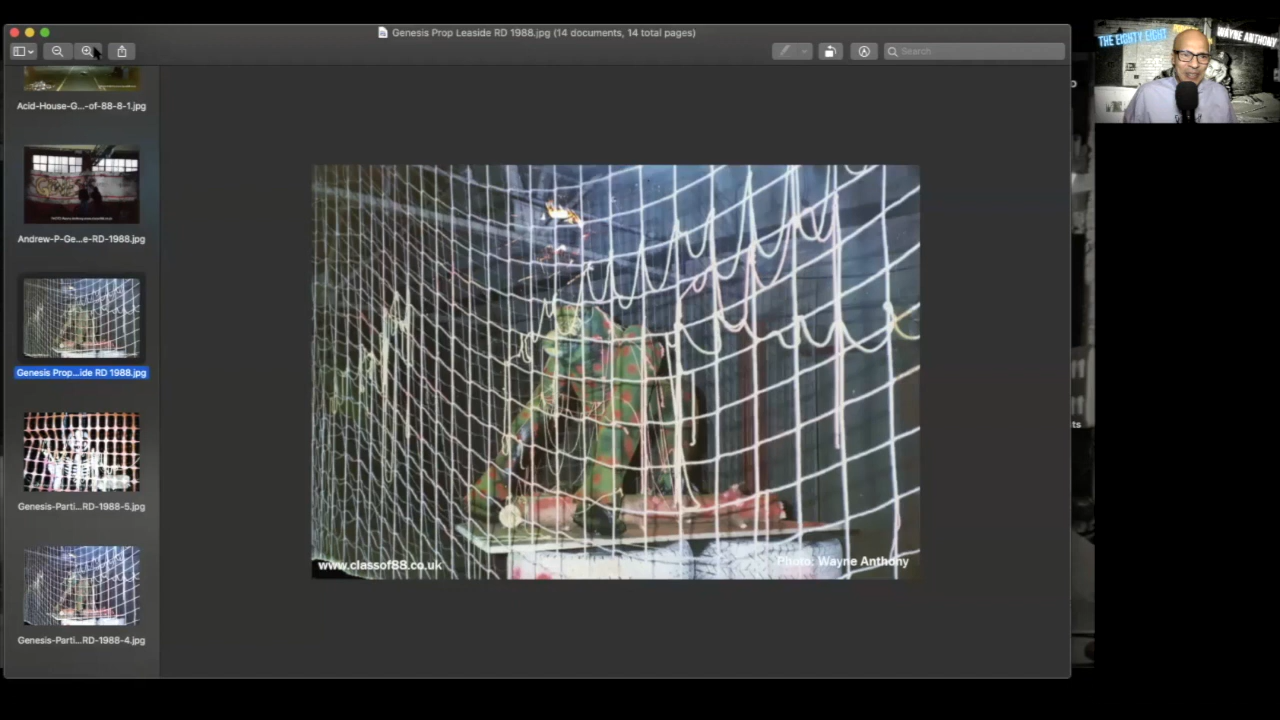 Genesis Prop Leaside RD 1988.jpg (14 documents, 14 total pages)
Search
Acid-House-G...-of-88-8-1.jpg
Andrew-P-Ge...e-RD-1988.jpg
Genesis Prop...ide RD 1988.jpg
Genesis-Parti...RD-1988-5.jpg
Genesis-Parti...RD-1988-4.jpg
www.classof88.co.uk
Photo: Wayne Anthony
THE EIGHTY EIGHT
WAYNE ANTHONY
ts